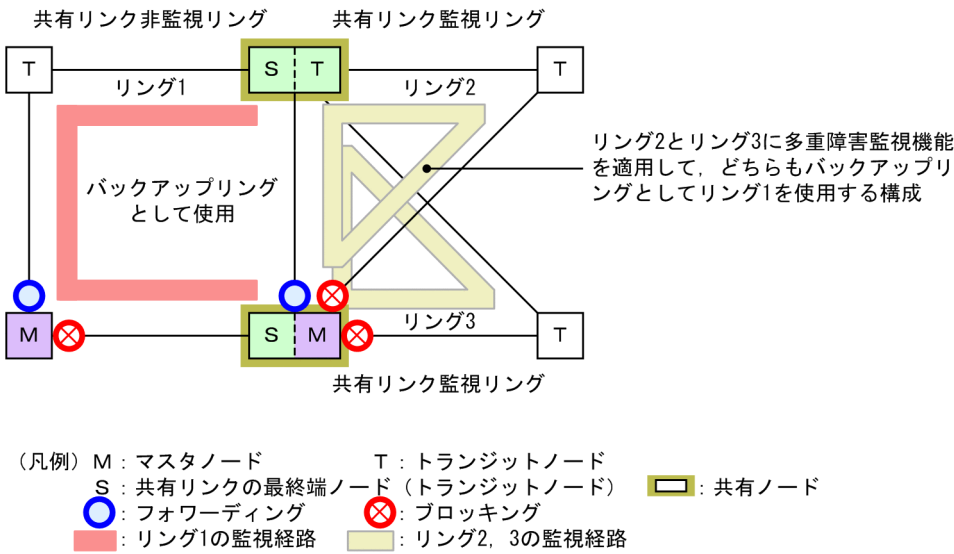 共有リンク非監視リング
共有リンク監視リング
T
S T
T
リング1
リング2
リング2とリング3に多重障害監視機能
を適用して，どちらもバックアップリ
ングとしてリング1を使用する構成
バックアップリング
として使用
M
S M
リング3
T
共有リンク監視リング
（凡例）M：マスタノード
T：トランジットノード
S：共有リンクの最終端ノード（トランジットノード）
：共有ノード
：フォワーディング
：ブロッキング
：リング1の監視経路
：リング2，3の監視経路